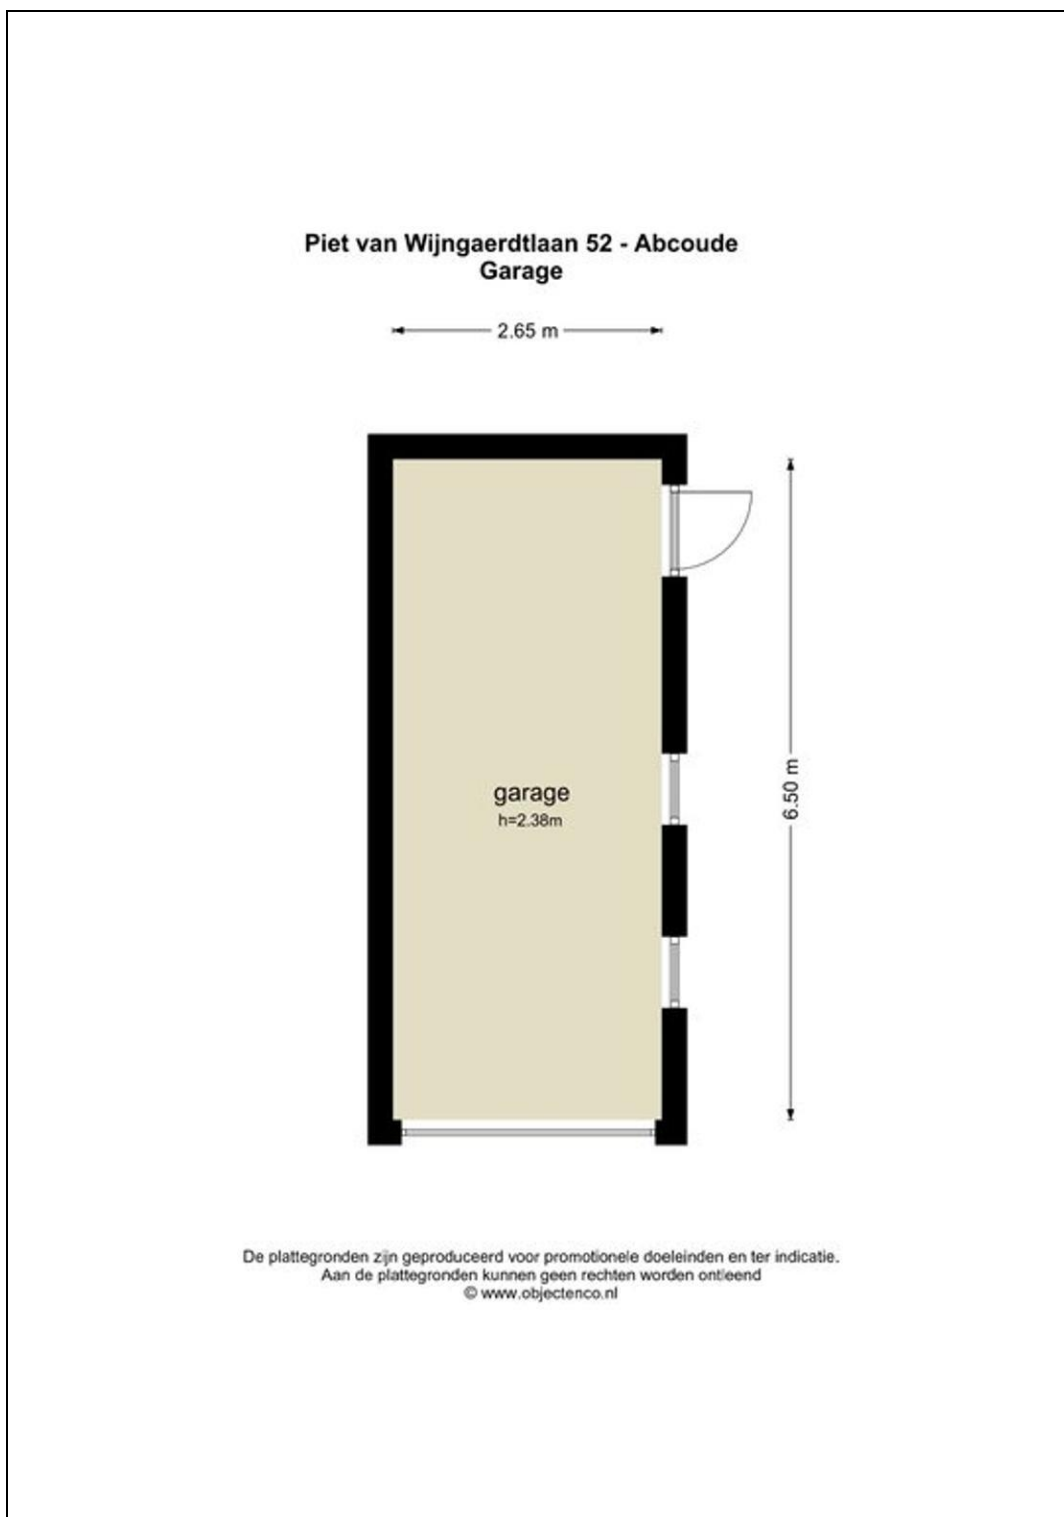 Piet van Wijngaerdtlaan 52 - Abcoude
Garage
2.65 m
6.50 m
garage
h=2.38m
De plattegronden zijn geproduceerd voor promotionele doeleinden en ter indicatie.
Aan de plattegronden kunnen geen rechten worden ontleend
© www.objectenco.nl